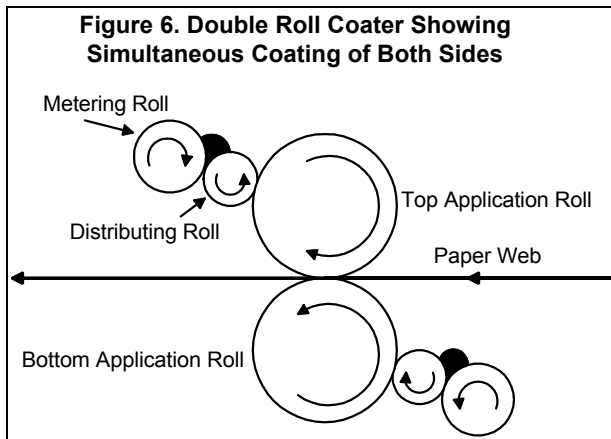 Figure 6. Double Roll Coater Showing
Simultaneous Coating of Both Sides
Metering Roll
Top Application Roll
Distributing Roll
Paper Web
Bottom Application Roll